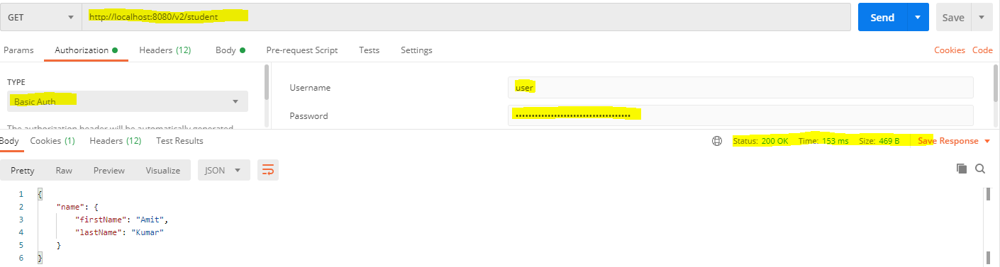 GET http://localhost:8080/v2/student Send Save
Params Authorization Headers (12) Body Pre-request Script Tests Settings Cookies Code
TYPE
Basic Auth
The authorization header will be automatically generated
Username user
Password ••••••••••••••••••••••••••••••••••••
Body Cookies (1) Headers (12) Test Results Status: 200 OK Time: 153 ms Size: 469 B Save Response
Pretty Raw Preview Visualize JSON
1 {
2 "name": {
3 "firstName": "Amit",
4 "lastName": "Kumar"
5 }
6 }